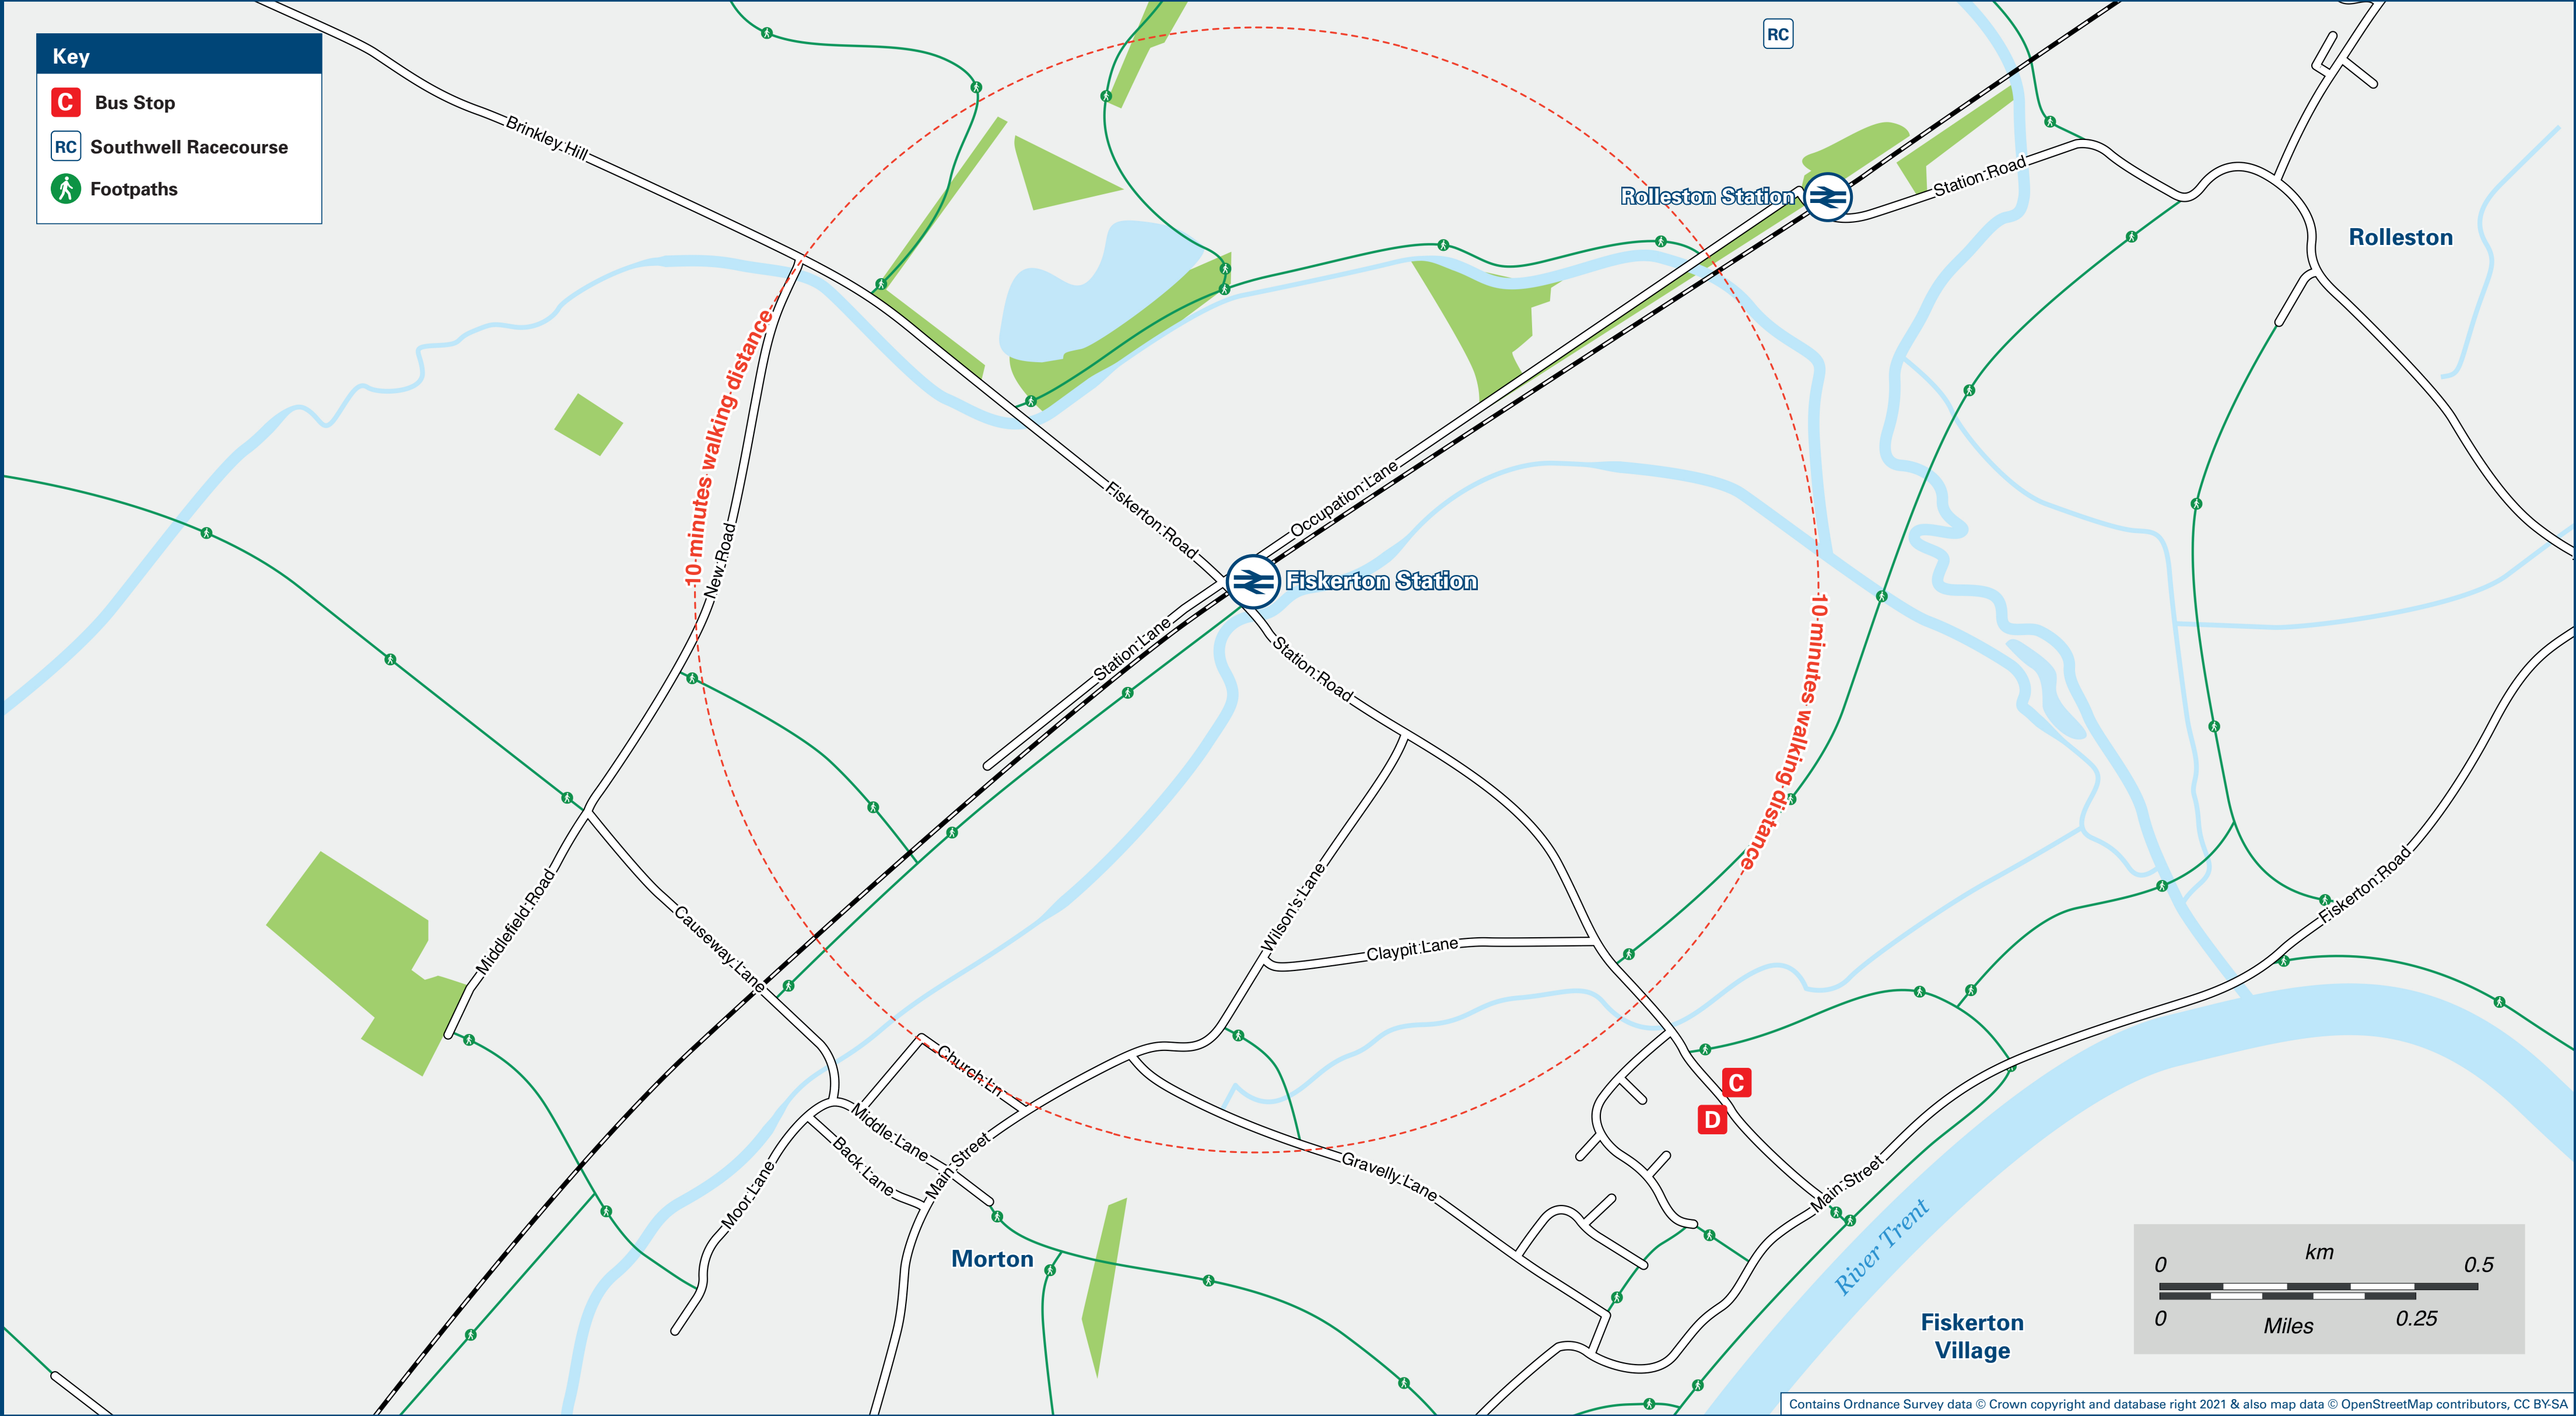 Key
C Bus Stop
RC Southwell Racecourse
Footpaths
RC
Brinkley Hill
Rolleston Station
Station Road
Rolleston
10 minutes walking distance
New Road
Fiskerton Road
Occupation Lane
Fiskerton Station
Station Lane
Station Road
10 minutes walking distance
Middlefield Road
Causeway Lane
Wilson's Lane
Claypit Lane
Fiskerton Road
Church Ln
C
D
Middle Lane
Back Lane
Main Street
Moor Lane
Gravelly Lane
Main Street
River Trent
Morton
Fiskerton
Village
km
0 0.5
0 0.25
Miles
Contains Ordnance Survey data © Crown copyright and database right 2021 & also map data © OpenStreetMap contributors, CC BY-SA